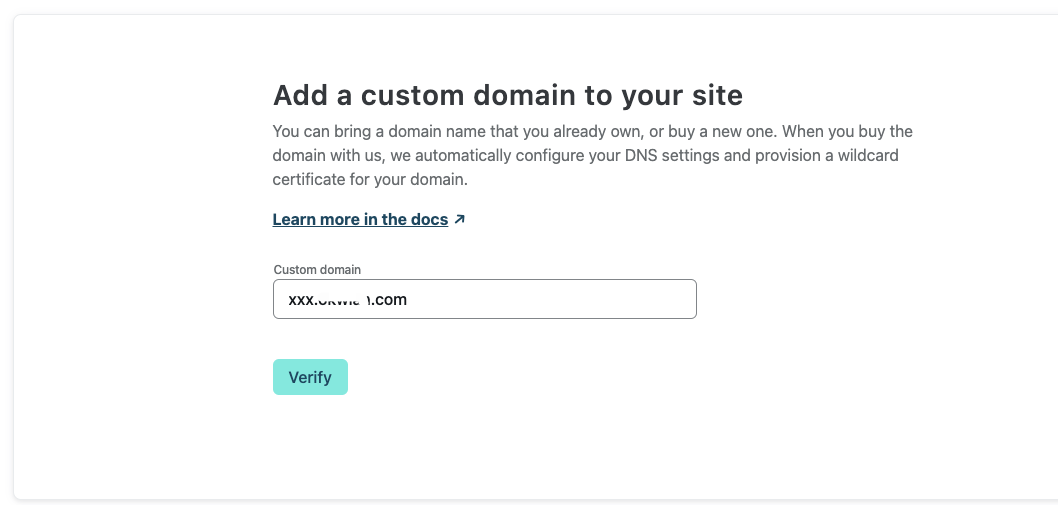 Add a custom domain to your site
You can bring a domain name that you already own, or buy a new one. When you buy the
domain with us, we automatically configure your DNS settings and provision a wildcard
certificate for your domain.
Learn more in the docs ↗
Custom domain
xxx. .com
Verify